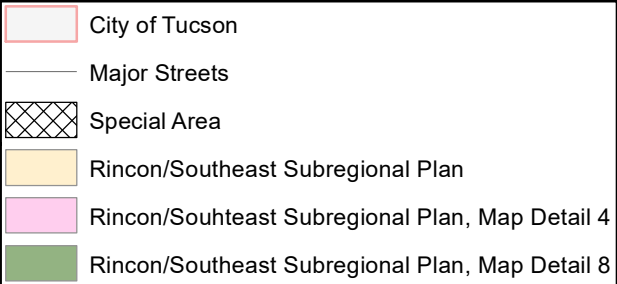 City of Tucson
Major Streets
Special Area
Rincon/Southeast Subregional Plan
Rincon/Souhteast Subregional Plan, Map Detail 4
Rincon/Southeast Subregional Plan, Map Detail 8